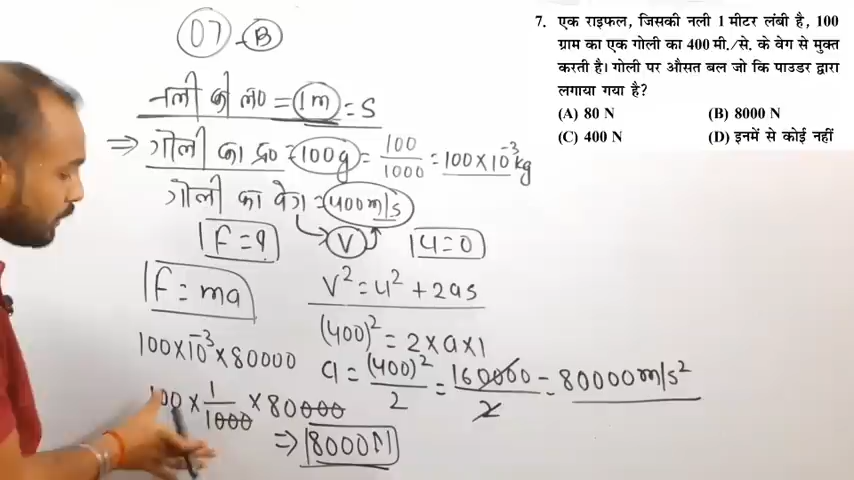 07 - B
नली की ल० = 1m = S
⇒ गोली का द्र० = 100g = 100/1000 = 100×10⁻³ kg
गोली का वेग = 400m/s
F = ? V u = 0
F = ma V² = u² + 2as
(400)² = 2×a×1
100×10⁻³×80000
a = (400)²/2 = 160000/2 = 80000m/s²
100 × 1/1000 × 80000
⇒ 8000N
7. एक राइफल, जिसकी नली 1 मीटर लंबी है, 100
ग्राम का एक गोली का 400 मी./से. के वेग से मुक्त
करती है। गोली पर औसत बल जो कि पाउडर द्वारा
लगाया गया है?
(A) 80 N (B) 8000 N
(C) 400 N (D) इनमें से कोई नहीं